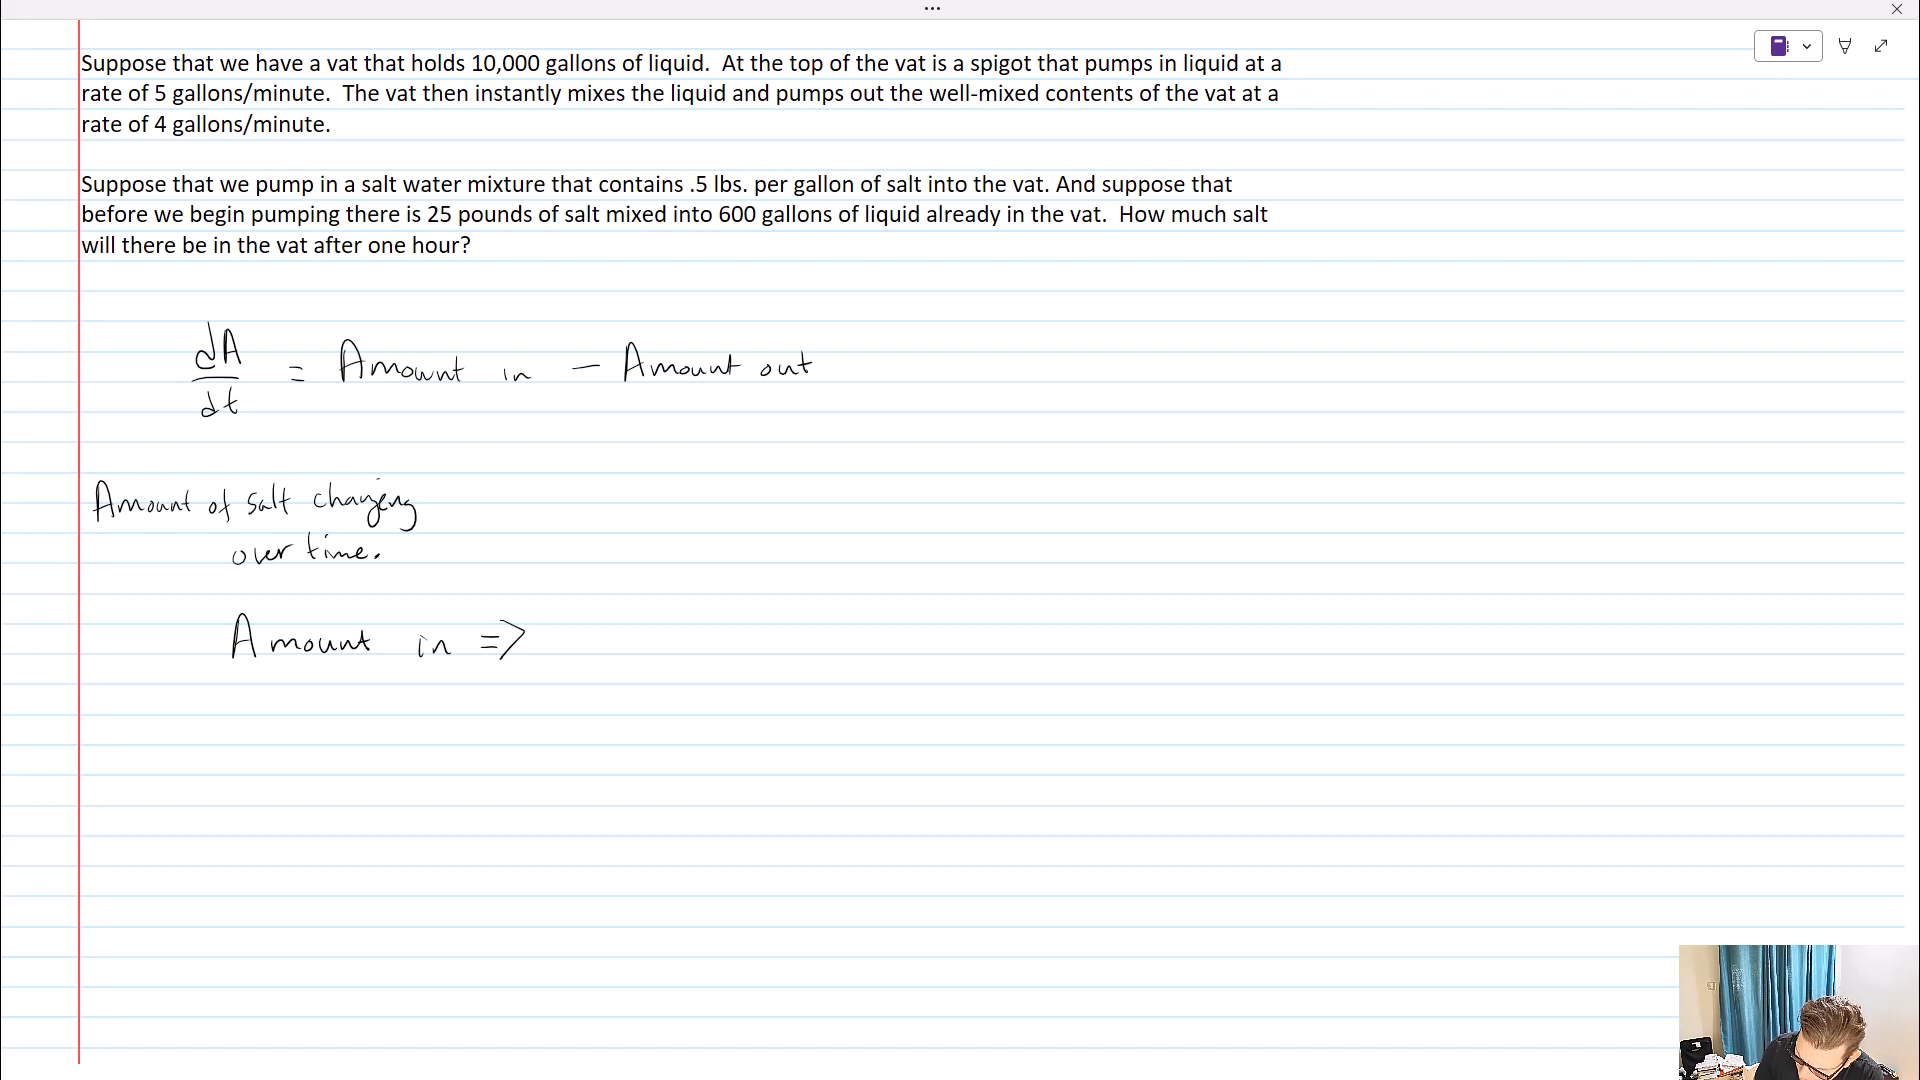 Suppose that we have a vat that holds 10,000 gallons of liquid.  At the top of the vat is a spigot that pumps in liquid at a
rate of 5 gallons/minute.  The vat then instantly mixes the liquid and pumps out the well-mixed contents of the vat at a
rate of 4 gallons/minute.
Suppose that we pump in a salt water mixture that contains .5 lbs. per gallon of salt into the vat. And suppose that
before we begin pumping there is 25 pounds of salt mixed into 600 gallons of liquid already in the vat.  How much salt
will there be in the vat after one hour?
dA/dt = Amount in - Amount out
Amount of salt changing
over time.
Amount in =>